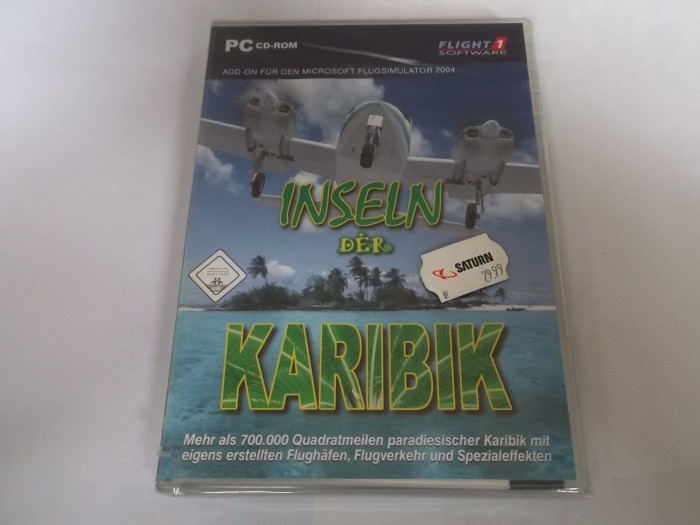 PC CD-ROM
FLIGHT 1
SOFTWARE
ADD-ON FÜR DEN MICROSOFT FLUGSIMULATOR 2004
INSELN
DER
SATURN
29,99
KARIBIK
Mehr als 700.000 Quadratmeilen paradiesischer Karibik mit
eigens erstellten Flughäfen, Flugverkehr und Spezialeffekten